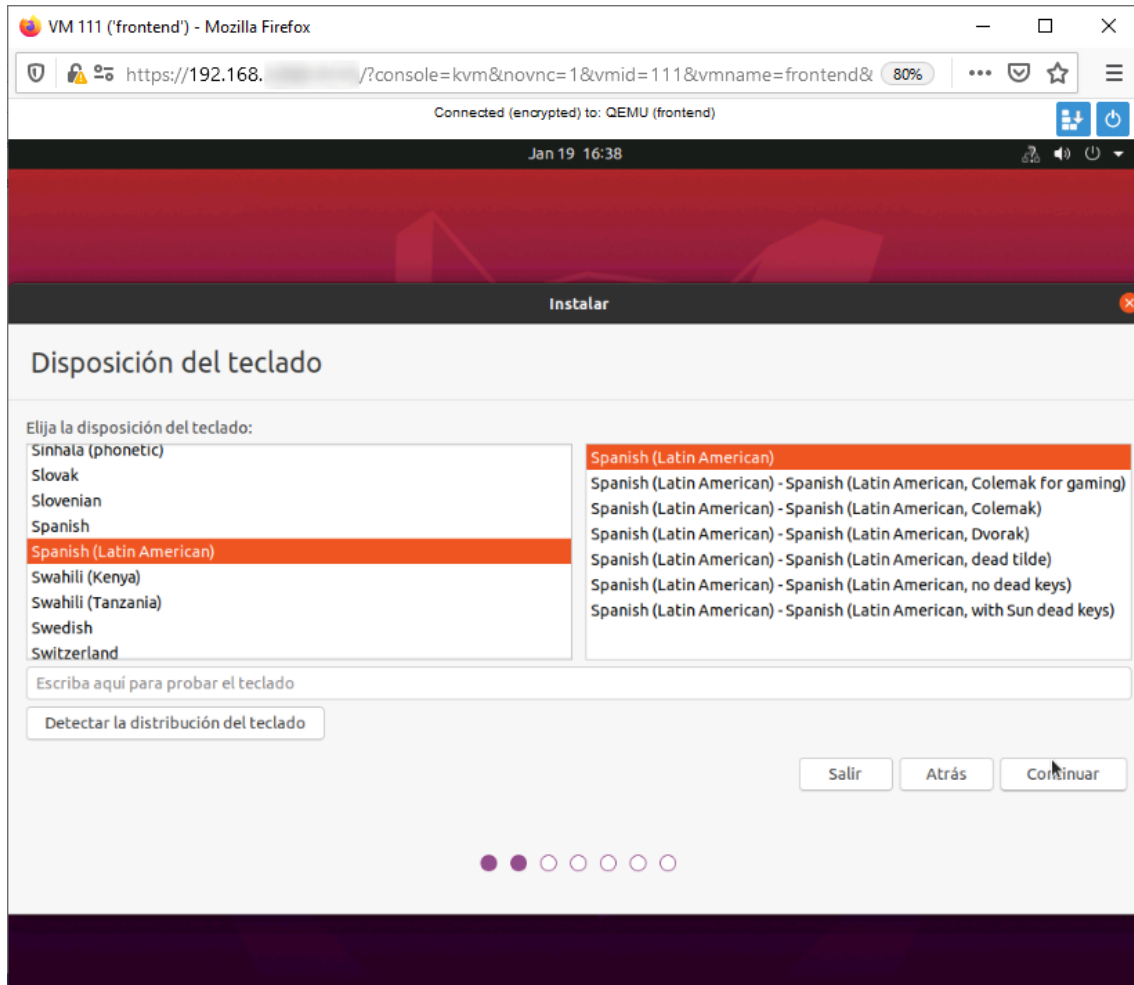 VM 111 ('frontend') - Mozilla Firefox
https://192.168. /?console=kvm&novnc=1&vmid=111&vmname=frontend& 80%
Connected (encrypted) to: QEMU (frontend)
Jan 19 16:38
Instalar
Disposición del teclado
Elija la disposición del teclado:
Sinhala (phonetic)
Slovak
Slovenian
Spanish
Spanish (Latin American)
Swahili (Kenya)
Swahili (Tanzania)
Swedish
Switzerland
Spanish (Latin American)
Spanish (Latin American) - Spanish (Latin American, Colemak for gaming)
Spanish (Latin American) - Spanish (Latin American, Colemak)
Spanish (Latin American) - Spanish (Latin American, Dvorak)
Spanish (Latin American) - Spanish (Latin American, dead tilde)
Spanish (Latin American) - Spanish (Latin American, no dead keys)
Spanish (Latin American) - Spanish (Latin American, with Sun dead keys)
Escriba aquí para probar el teclado
Detectar la distribución del teclado
Salir Atrás Continuar